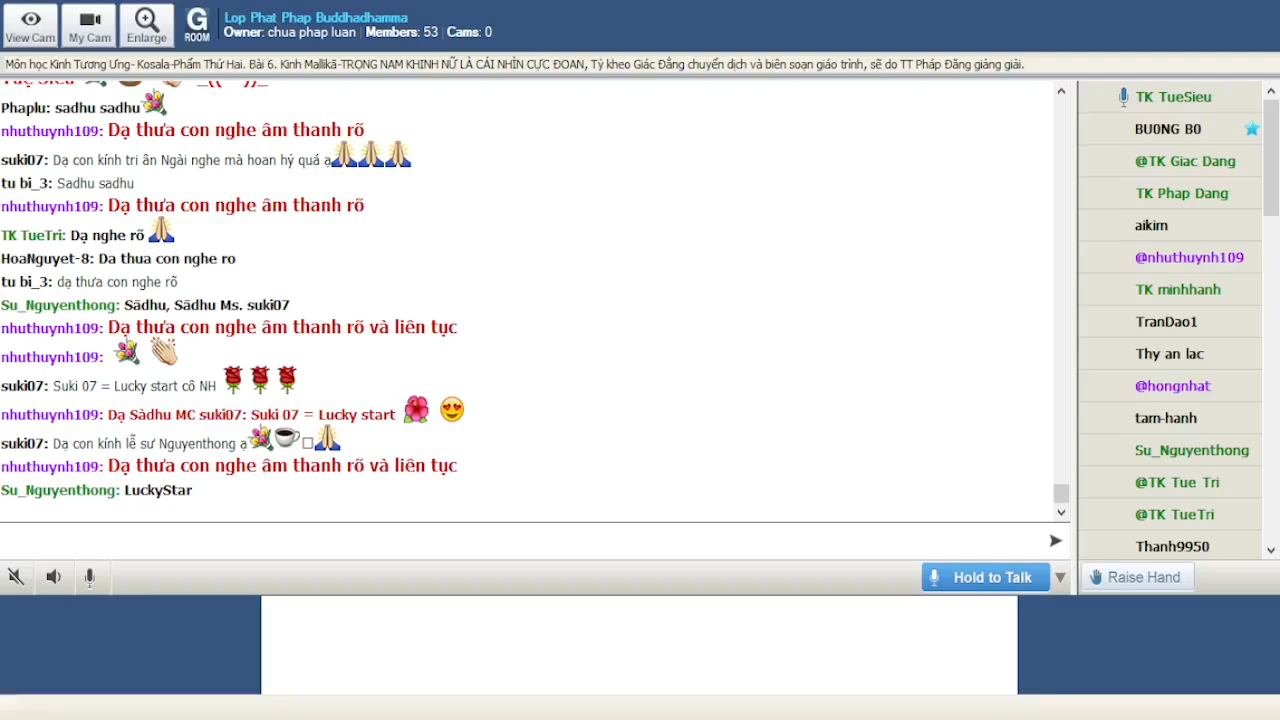 View Cam
My Cam
Enlarge
G
ROOM
Lop Phat Phap Buddhadhamma
Owner: chua phap luan | Members: 53 | Cams: 0
Môn học Kinh Tương Ưng- Kosala-Phẩm Thứ Hai. Bài 6. Kinh Mallikā-TRỌNG NAM KHINH NỮ LÀ CÁI NHÌN CỰC ĐOAN, Tỳ kheo Giác Đẳng chuyển dịch và biên soạn giáo trình, sẽ do TT Pháp Đăng giảng giải.
Phaplu: sadhu sadhu
nhuthuynh109: Dạ thưa con nghe âm thanh rõ
suki07: Dạ con kính tri ân Ngài nghe mà hoan hỷ quá ạ
tu bi_3: Sadhu sadhu
nhuthuynh109: Dạ thưa con nghe âm thanh rõ
TK TueTri: Dạ nghe rõ
HoaNguyet-8: Da thua con nghe ro
tu bi_3: dạ thưa con nghe rõ
Su_Nguyenthong: Sādhu, Sādhu Ms. suki07
nhuthuynh109: Dạ thưa con nghe âm thanh rõ và liên tục
nhuthuynh109:
suki07: Suki 07 = Lucky start cô NH
nhuthuynh109: Dạ Sàdhu MC suki07: Suki 07 = Lucky start
suki07: Dạ con kính lễ sư Nguyenthong ạ
nhuthuynh109: Dạ thưa con nghe âm thanh rõ và liên tục
Su_Nguyenthong: LuckyStar
TK TueSieu
BU0NG B0
@TK Giac Dang
TK Phap Dang
aikim
@nhuthuynh109
TK minhhanh
TranDao1
Thy an lac
@hongnhat
tam-hanh
Su_Nguyenthong
@TK Tue Tri
@TK TueTri
Thanh9950
Hold to Talk
Raise Hand